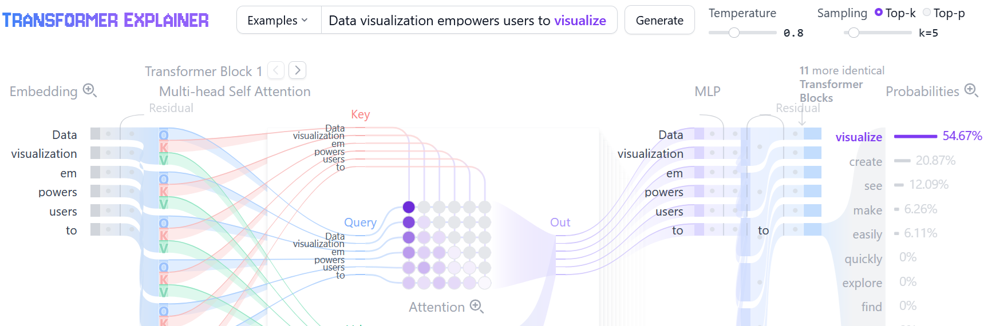 TRANSFORMER EXPLAINER
Examples
Data visualization empowers users to visualize
Generate
Temperature
0.8
Sampling
Top-k
Top-p
k=5
Transformer Block 1
Embedding
Multi-head Self Attention
Residual
MLP
11 more identical
Transformer
Blocks
Residual
Probabilities
Data
visualization
em
powers
users
to
Q
K
V
Q
K
V
Q
K
V
Q
K
V
Q
K
Key
Data
visualization
em
powers
users
to
Query
Data
visualization
em
powers
users
to
Attention
Out
Data
visualization
em
powers
users
to
to
visualize 54.67%
create 20.87%
see 12.09%
make 6.26%
easily 6.11%
quickly 0%
explore 0%
find 0%